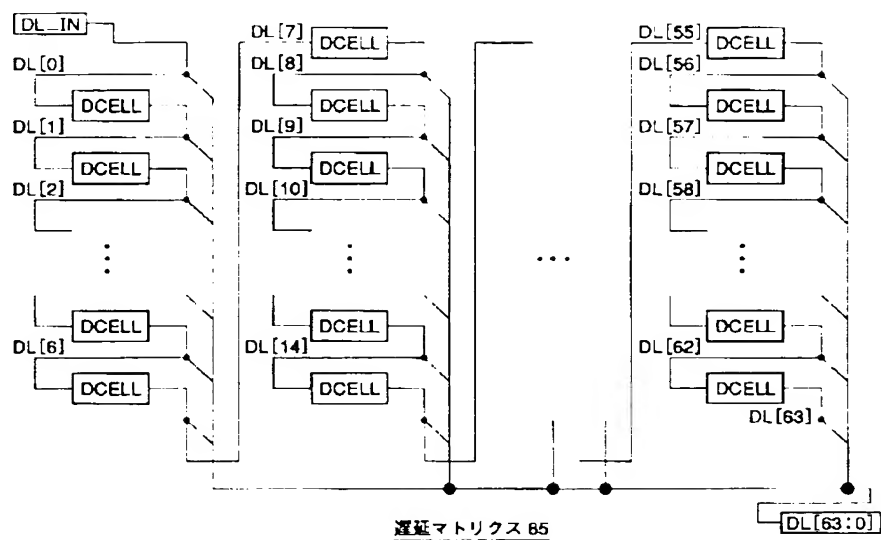 DL_IN
DL[0]
DCELL
DL[1]
DCELL
DL[2]
DCELL
DL[6]
DCELL
DL[7]
DCELL
DL[8]
DCELL
DL[9]
DCELL
DL[10]
DCELL
DL[14]
DCELL
DL[55]
DCELL
DL[56]
DCELL
DL[57]
DCELL
DL[58]
DCELL
DL[62]
DCELL
DL[63]
DL[63:0]
遅延マトリクス 85